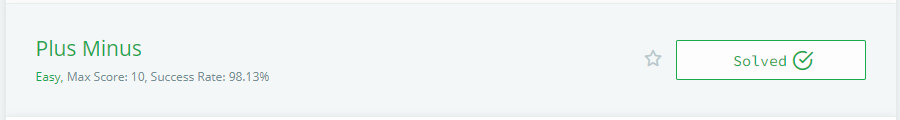 Plus Minus
Easy, Max Score: 10, Success Rate: 98.13%
Solved